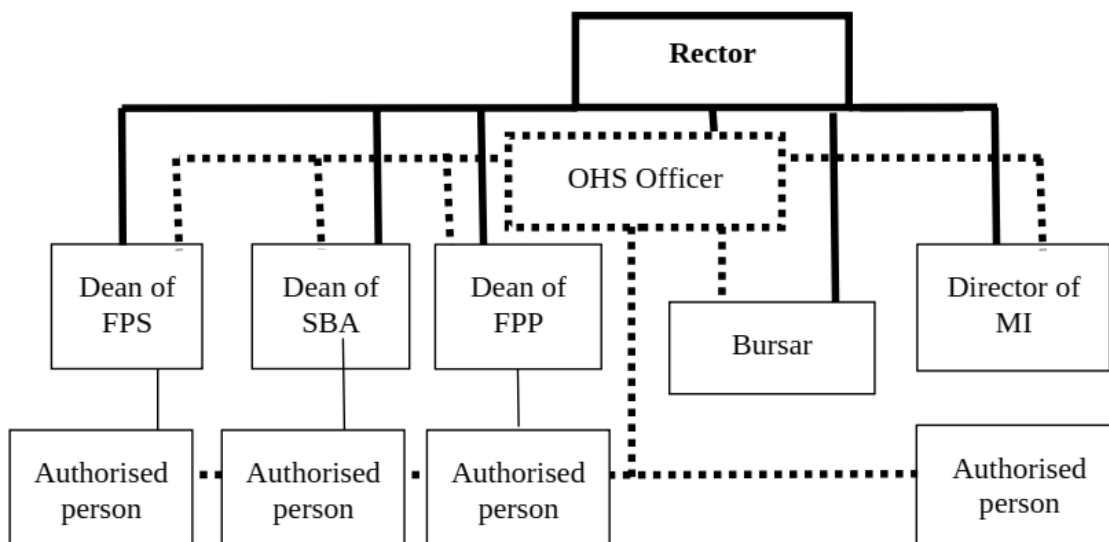 Rector
OHS Officer
Dean of
FPS
Dean of
SBA
Dean of
FPP
Bursar
Director of
MI
Authorised
person
Authorised
person
Authorised
person
Authorised
person